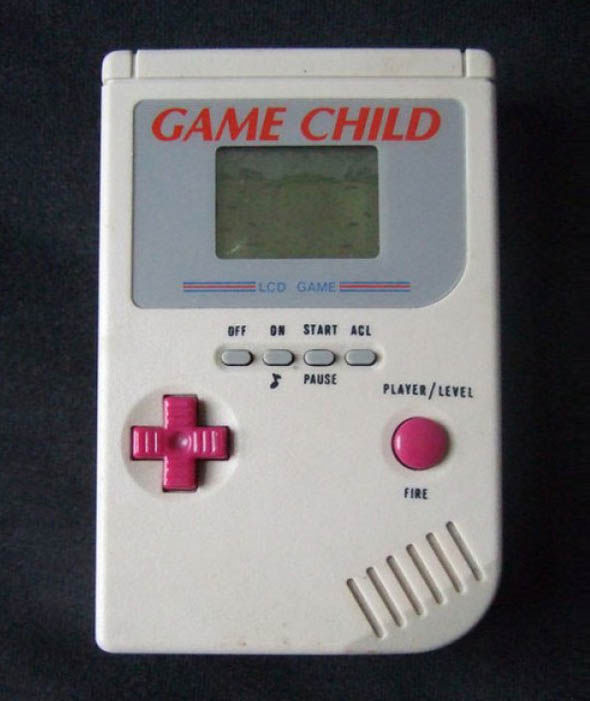 GAME CHILD
LCD GAME
OFF ON START ACL
PAUSE
PLAYER/LEVEL
FIRE